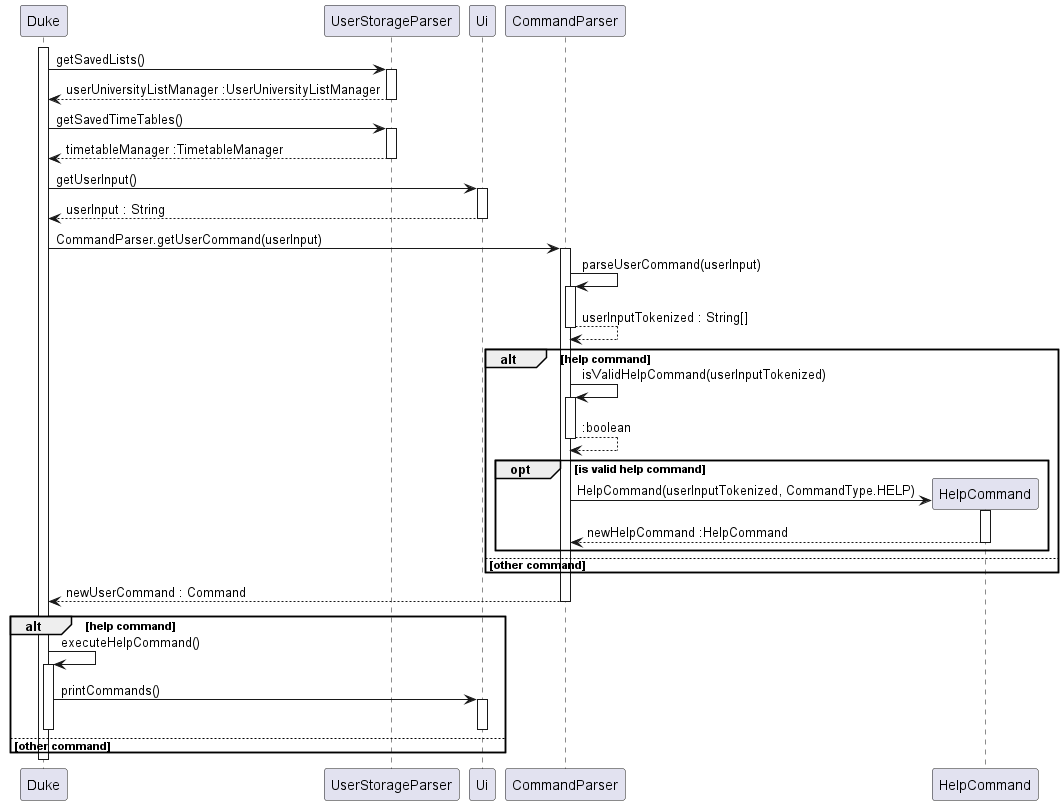 Duke UserStorageParser Ui CommandParser
getSavedLists()
userUniversityListManager :UserUniversityListManager
getSavedTimeTables()
timetableManager :TimetableManager
getUserInput()
userInput : String
CommandParser.getUserCommand(userInput)
parseUserCommand(userInput)
userInputTokenized : String[]
alt [help command]
isValidHelpCommand(userInputTokenized)
:boolean
opt [is valid help command]
HelpCommand(userInputTokenized, CommandType.HELP) HelpCommand
newHelpCommand :HelpCommand
[other command]
newUserCommand : Command
alt [help command]
executeHelpCommand()
printCommands()
[other command]
Duke UserStorageParser Ui CommandParser HelpCommand